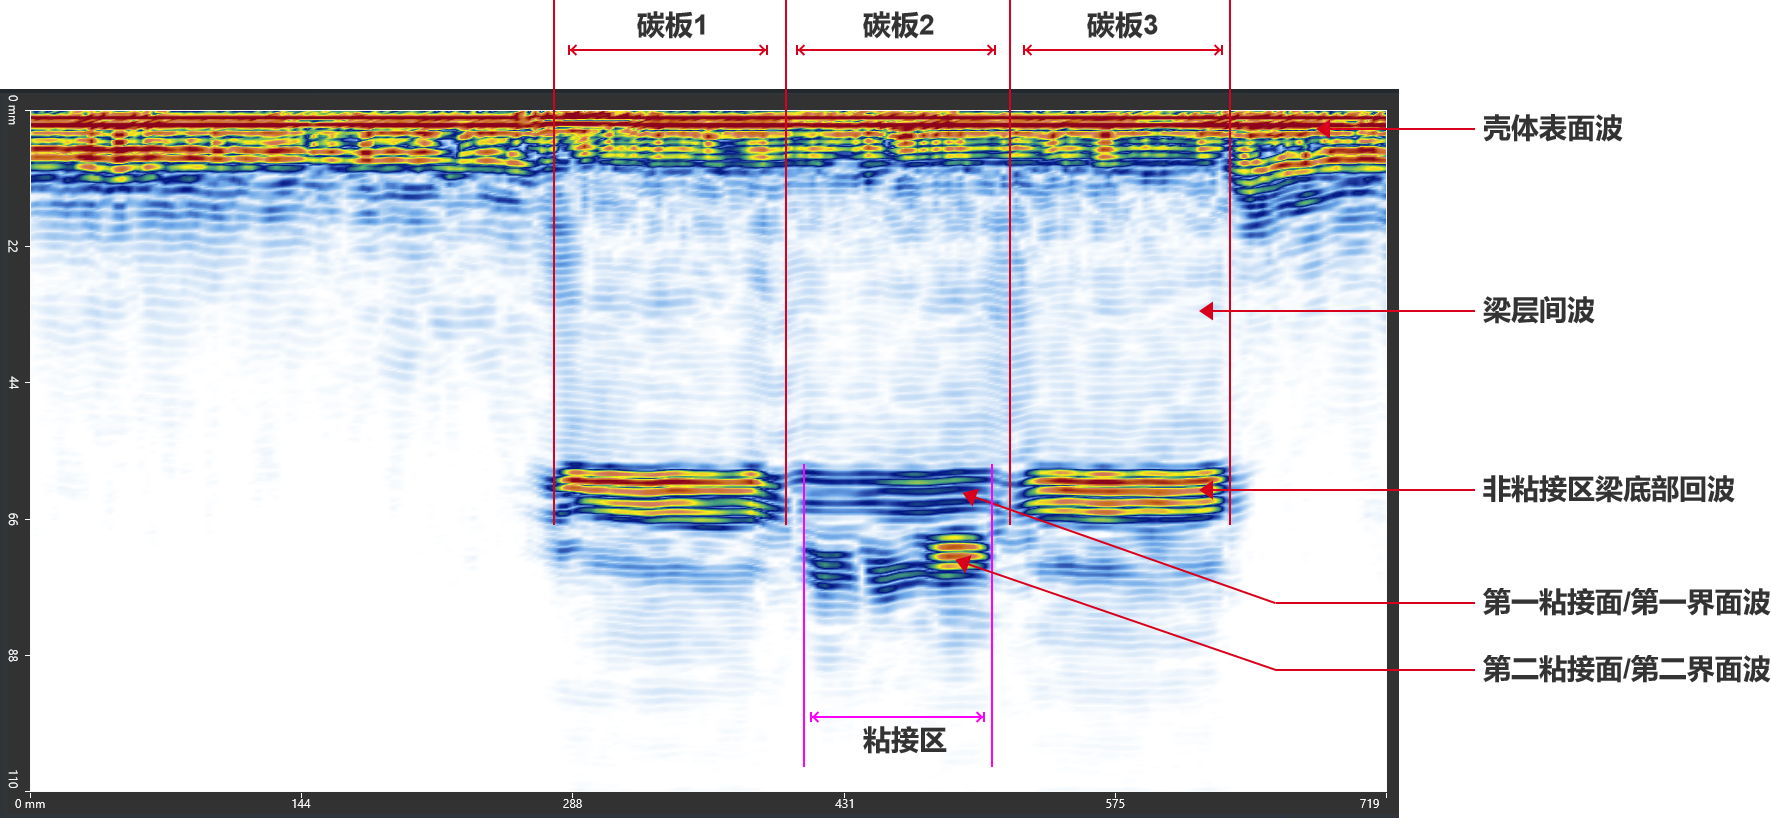 碳板1 碳板2 碳板3
0 mm
22
44
66
88
110
0 mm 144 288 431 575 719
壳体表面波
梁层间波
非粘接区梁底部回波
第一粘接面/第一界面波
第二粘接面/第二界面波
粘接区